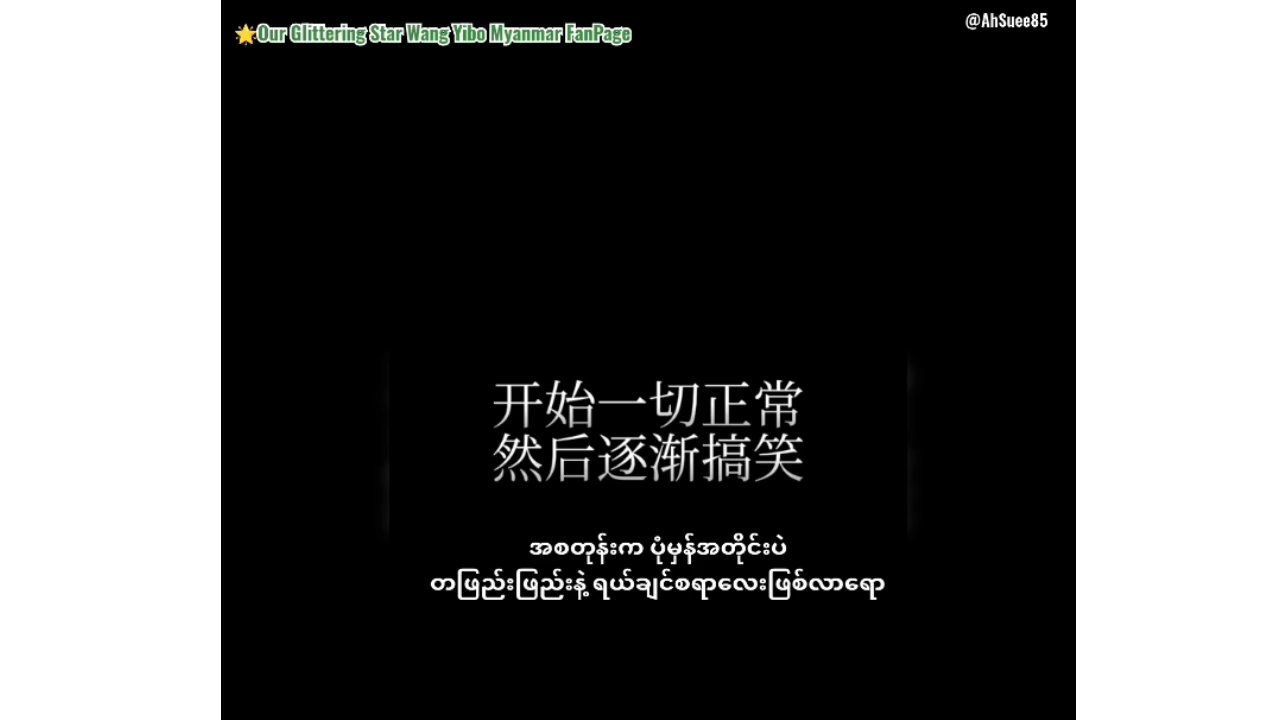 🌟Our Glittering Star Wang Yibo Myanmar FanPage
@AhSuee85
开始一切正常
然后逐渐搞笑
အစတုန်းက ပုံမှန်အတိုင်းပဲ
တဖြည်းဖြည်းနဲ့ ရယ်ချင်စရာလေးဖြစ်လာရော